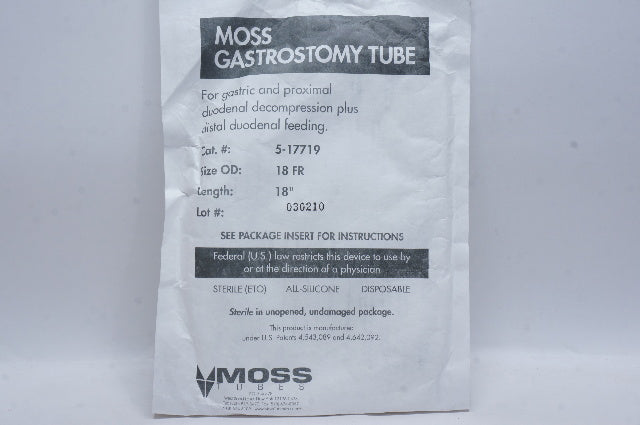 MOSS
GASTROSTOMY TUBE
For gastric and proximal
duodenal decompression plus
distal duodenal feeding.
Cat. #: 5-17719
Size OD: 18 FR
Length: 18"
Lot #: 030210
SEE PACKAGE INSERT FOR INSTRUCTIONS
Federal (U.S.) law restricts this device to use by
or at the direction of a physician
STERILE (ETO) ALL-SILICONE DISPOSABLE
Sterile in unopened, undamaged package.
This product is manufactured
under U.S. Patent's 4,543,089 and 4,642,092.
MOSS
TUBES